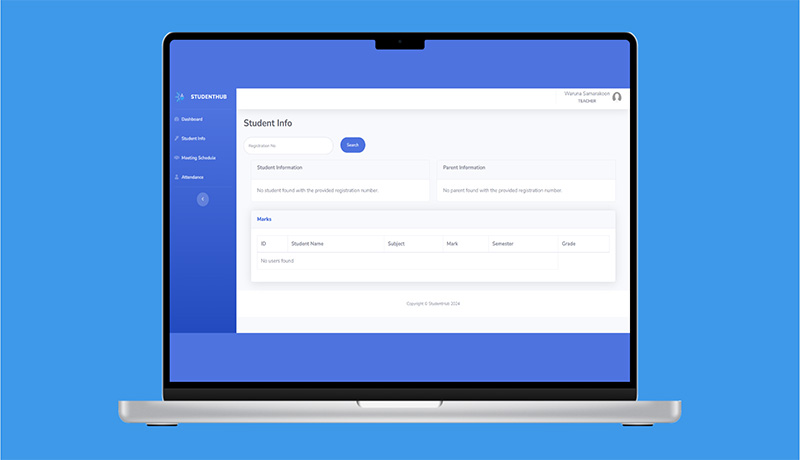 STUDENTHUB
Dashboard
Student Info
Meeting Schedule
Attendance
Waruna Samarakoon
TEACHER
Student Info
Registration No
Search
Student Information
Parent Information
No student found with the provided registration number.
No parent found with the provided registration number.
Marks
ID Student Name Subject Mark Semester Grade
No users found
Copyright © StudentHub 2024